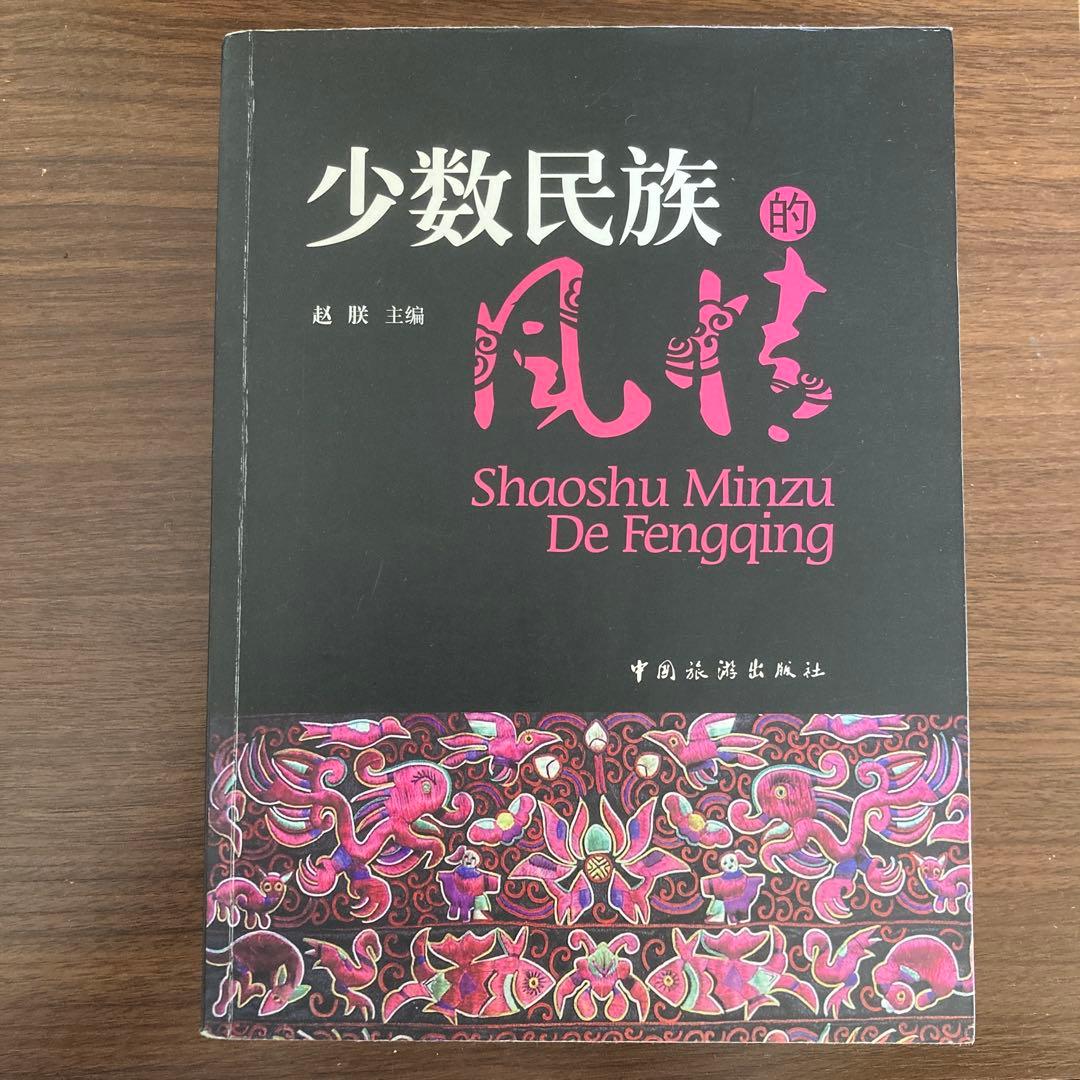 少数民族的
风情
赵朕 主编
Shaoshu Minzu
De Fengqing
中国旅游出版社